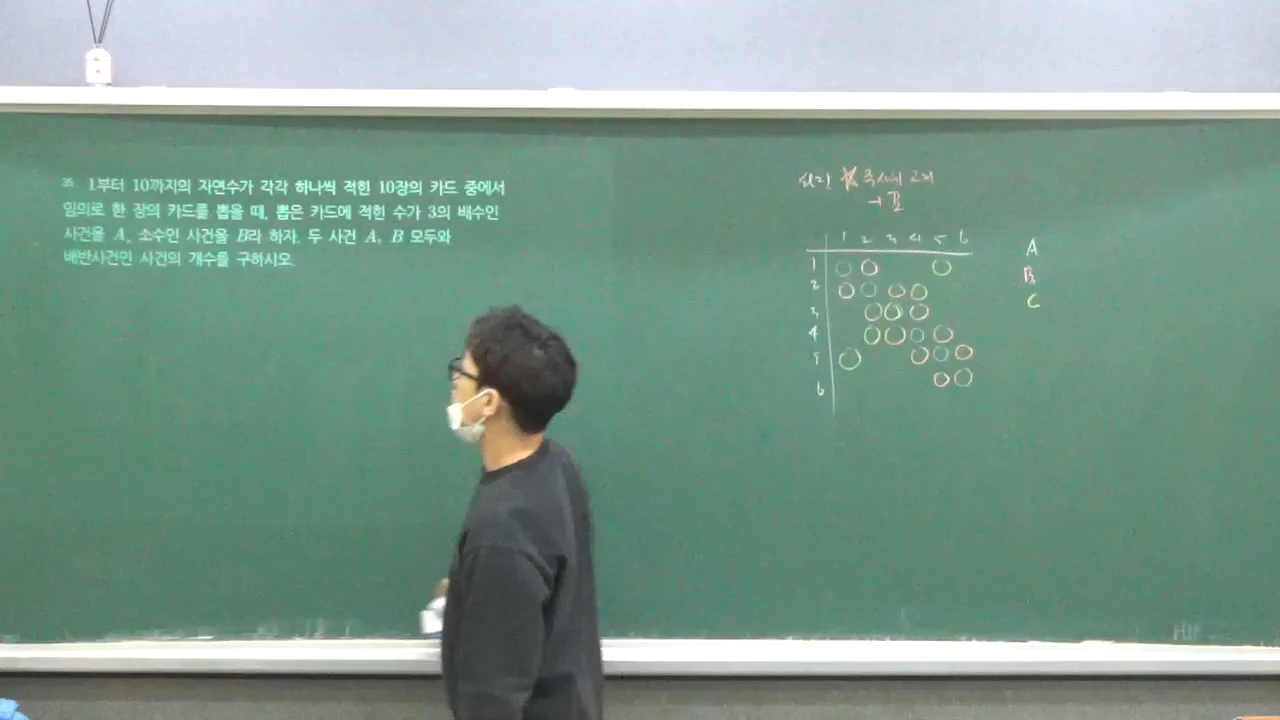 35. 1부터 10까지의 자연수가 각각 하나씩 적힌 10장의 카드 중에서
임의로 한 장의 카드를 뽑을 때, 뽑은 카드에 적힌 수가 3의 배수인
사건을 A, 소수인 사건을 B라 하자. 두 사건 A, B 모두와
배반사건인 사건의 개수를 구하시오.
1 2 3 4 5 6
1
2
3
4
5
6
A
B
C